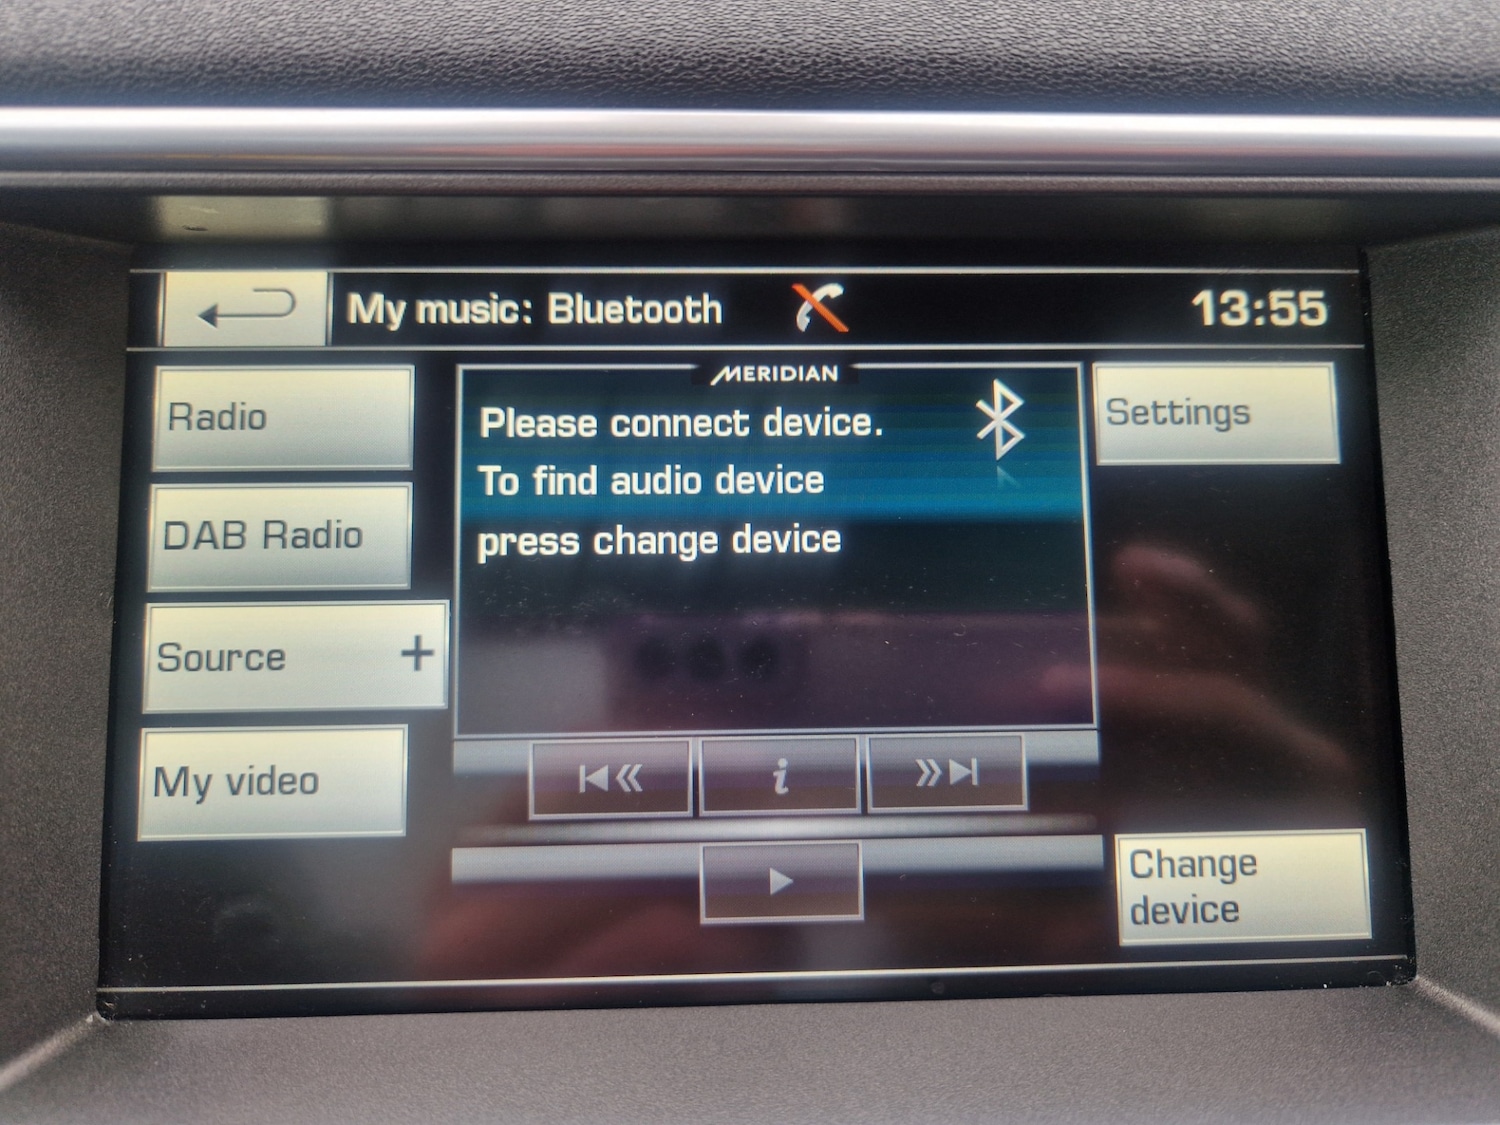 My music: Bluetooth
13:55
Radio
DAB Radio
Source +
My video
MERIDIAN
Please connect device.
To find audio device
press change device
i
Settings
Change
device